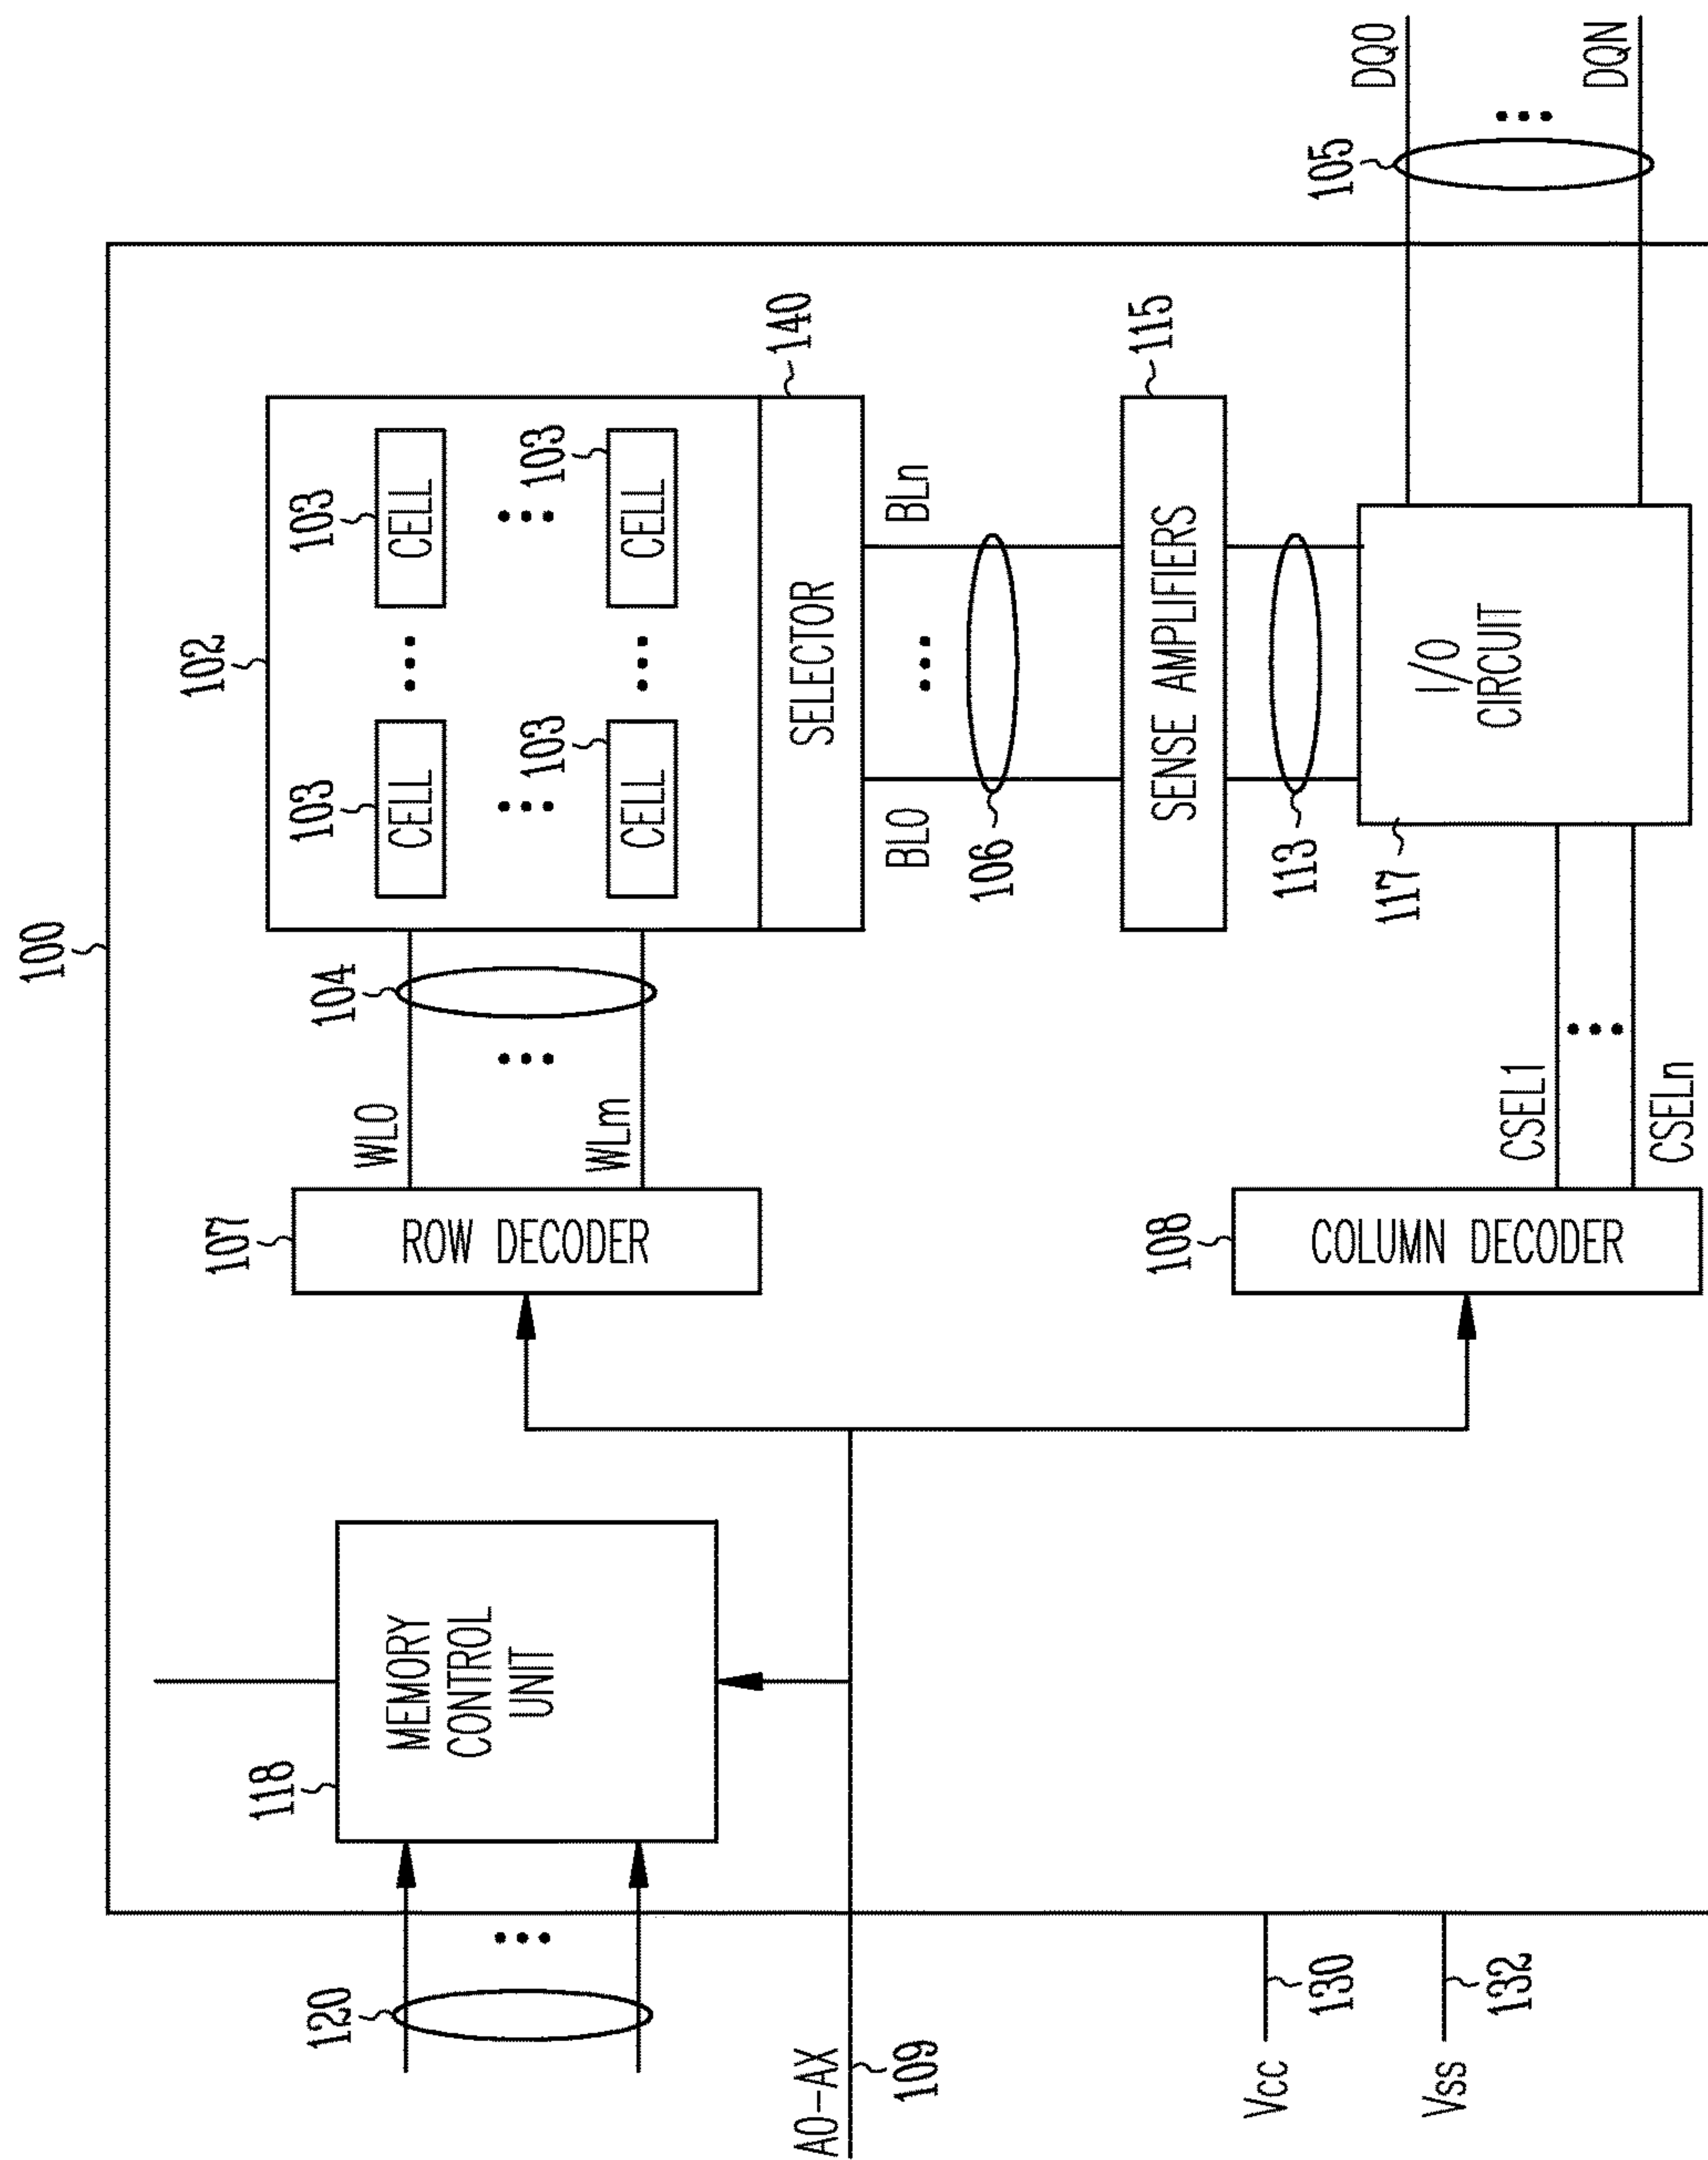 100
102
103
CELL
103
CELL
103
CELL
103
CELL
140
SELECTOR
104
WL0
WLm
107
ROW DECODER
118
MEMORY
CONTROL
UNIT
120
BL0
BLn
106
115
SENSE AMPLIFIERS
113
A0-AX
109
108
COLUMN DECODER
CSEL1
CSELn
117
I/O
CIRCUIT
105
DQ0
DQN
Vcc
130
Vss
132